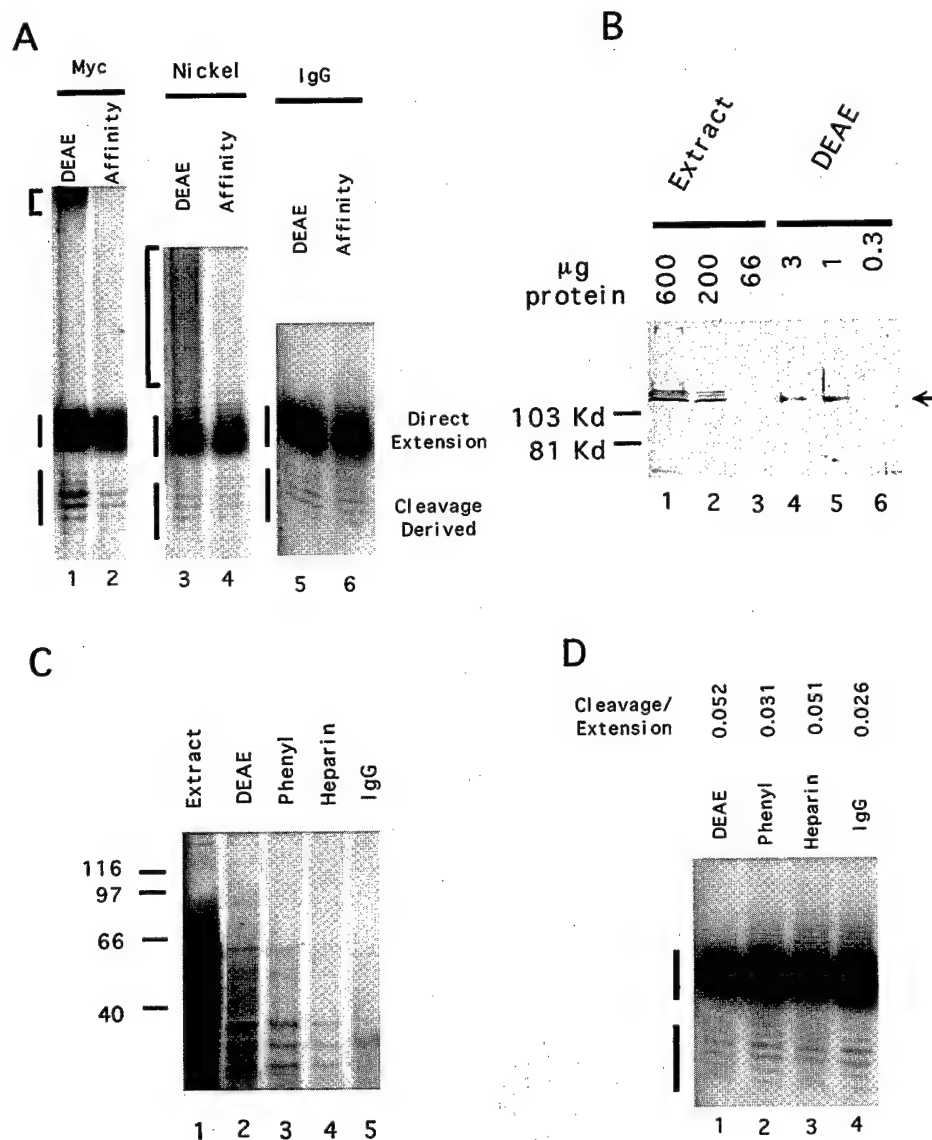 A
Myc
Nickel
IgG
DEAE
Affinity
DEAE
Affinity
DEAE
Affinity
Direct
Extension
Cleavage
Derived
1 2 3 4 5 6
B
Extract
DEAE
µg
protein
600 200 66 3 1 0.3
103 Kd
81 Kd
1 2 3 4 5 6
C
Extract
DEAE
Phenyl
Heparin
IgG
116
97
66
40
1 2 3 4 5
D
Cleavage/
Extension
0.052 0.031 0.051 0.026
DEAE
Phenyl
Heparin
IgG
1 2 3 4